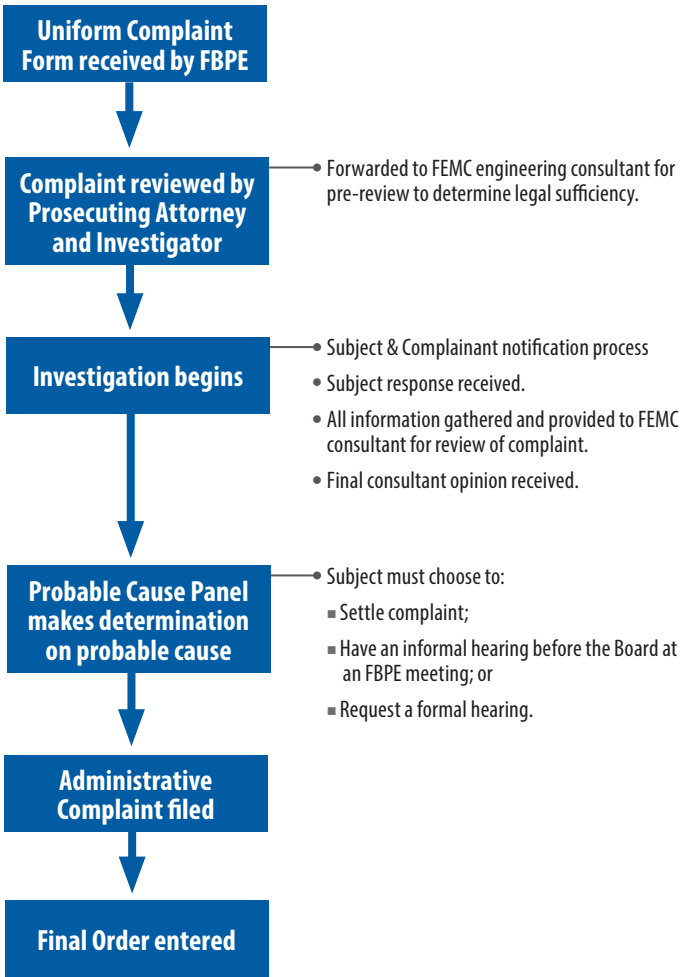 Uniform Complaint
Form received by FBPE
Complaint reviewed by
Prosecuting Attorney
and Investigator
• Forwarded to FEMC engineering consultant for
pre-review to determine legal sufficiency.
Investigation begins
• Subject & Complainant notification process
• Subject response received.
• All information gathered and provided to FEMC
consultant for review of complaint.
• Final consultant opinion received.
Probable Cause Panel
makes determination
on probable cause
• Subject must choose to:
■ Settle complaint;
■ Have an informal hearing before the Board at
an FBPE meeting; or
■ Request a formal hearing.
Administrative
Complaint filed
Final Order entered